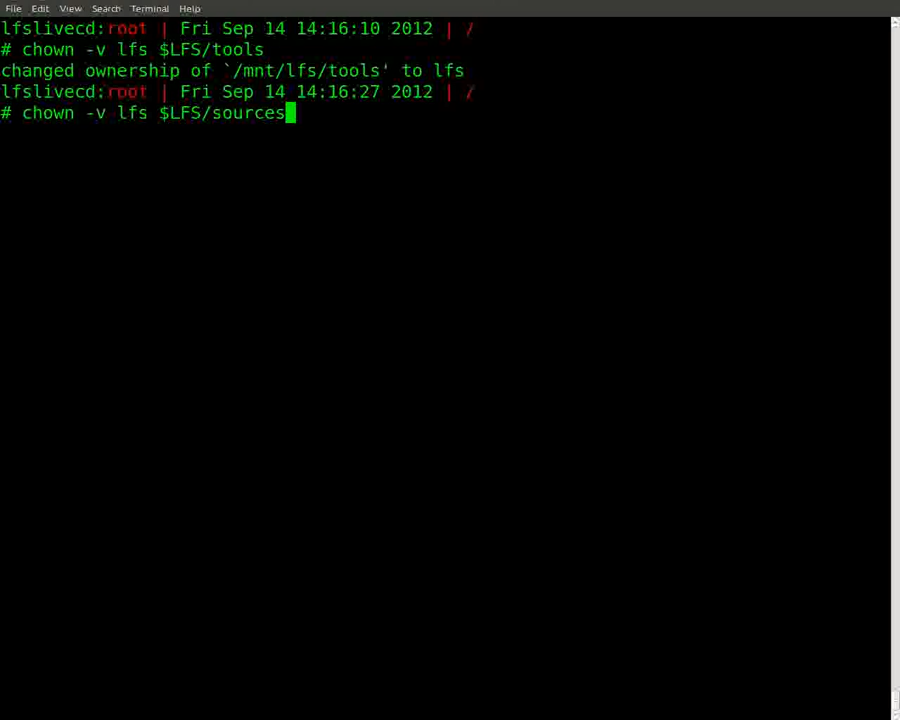 File Edit View Search Terminal Help
lfslivecd:root | Fri Sep 14 14:16:10 2012 | /
# chown -v lfs $LFS/tools
changed ownership of `/mnt/lfs/tools' to lfs
lfslivecd:root | Fri Sep 14 14:16:27 2012 | /
# chown -v lfs $LFS/sources